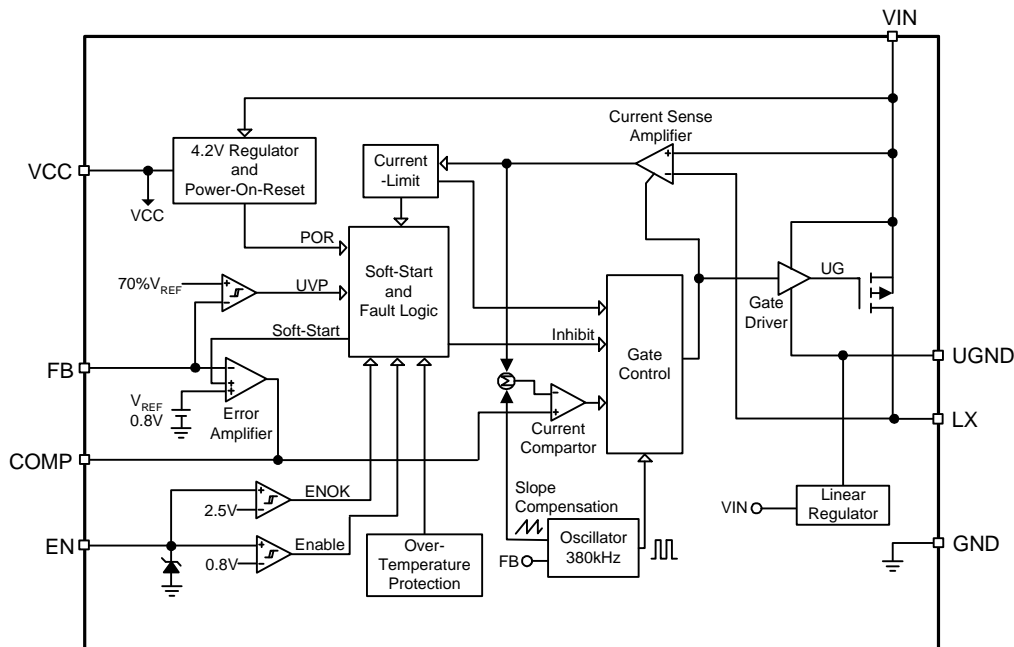 VIN
Current Sense
Amplifier
4.2V Regulator
and
Power-On-Reset
Current
-Limit
VCC
VCC
POR
Soft-Start
and
Fault Logic
UG
70%VREF
UVP
Gate
Driver
Soft-Start
Inhibit
Gate
Control
FB
UGND
VREF
0.8V
Error
Amplifier
Σ
Current
Compartor
LX
COMP
ENOK
2.5V
Slope
Compensation
VIN
Linear
Regulator
EN
Enable
0.8V
Over-
Temperature
Protection
Oscillator
380kHz
FB
GND